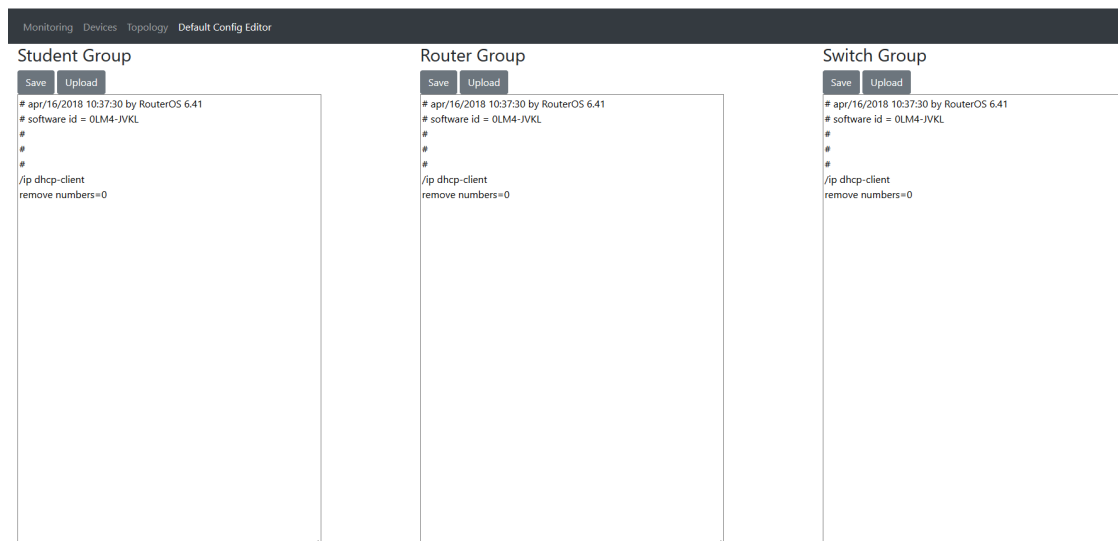 Monitoring Devices Topology Default Config Editor
Student Group
Save Upload
# apr/16/2018 10:37:30 by RouterOS 6.41
# software id = 0LM4-JVKL
#
#
#
/ip dhcp-client
remove numbers=0
Router Group
Save Upload
# apr/16/2018 10:37:30 by RouterOS 6.41
# software id = 0LM4-JVKL
#
#
#
/ip dhcp-client
remove numbers=0
Switch Group
Save Upload
# apr/16/2018 10:37:30 by RouterOS 6.41
# software id = 0LM4-JVKL
#
#
#
/ip dhcp-client
remove numbers=0